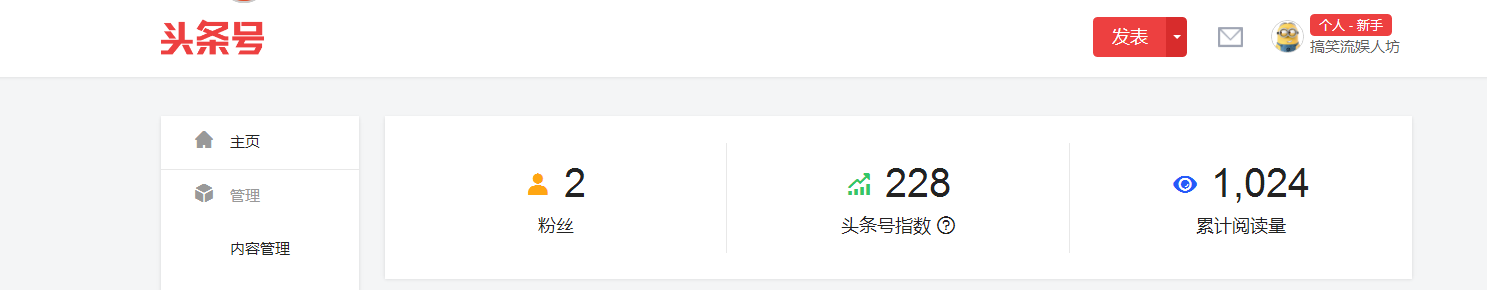 头条号
发表
个人 - 新手
搞笑流娱人坊
主页
管理
内容管理
2
粉丝
228
头条号指数
1,024
累计阅读量